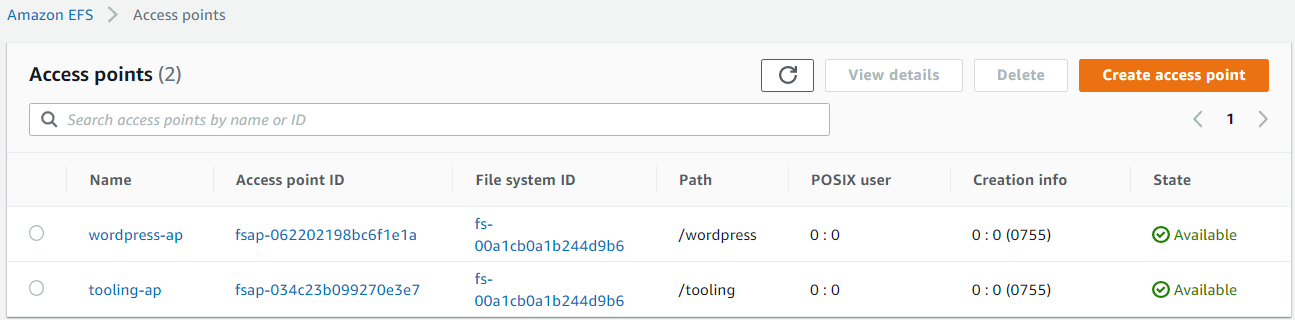 Amazon EFS > Access points
Access points (2)
View details
Delete
Create access point
Search access points by name or ID
1
Name Access point ID File system ID Path POSIX user Creation info State
wordpress-ap fsap-062202198bc6f1e1a fs-00a1cb0a1b244d9b6 /wordpress 0 : 0 0 : 0 (0755) Available
tooling-ap fsap-034c23b099270e3e7 fs-00a1cb0a1b244d9b6 /tooling 0 : 0 0 : 0 (0755) Available